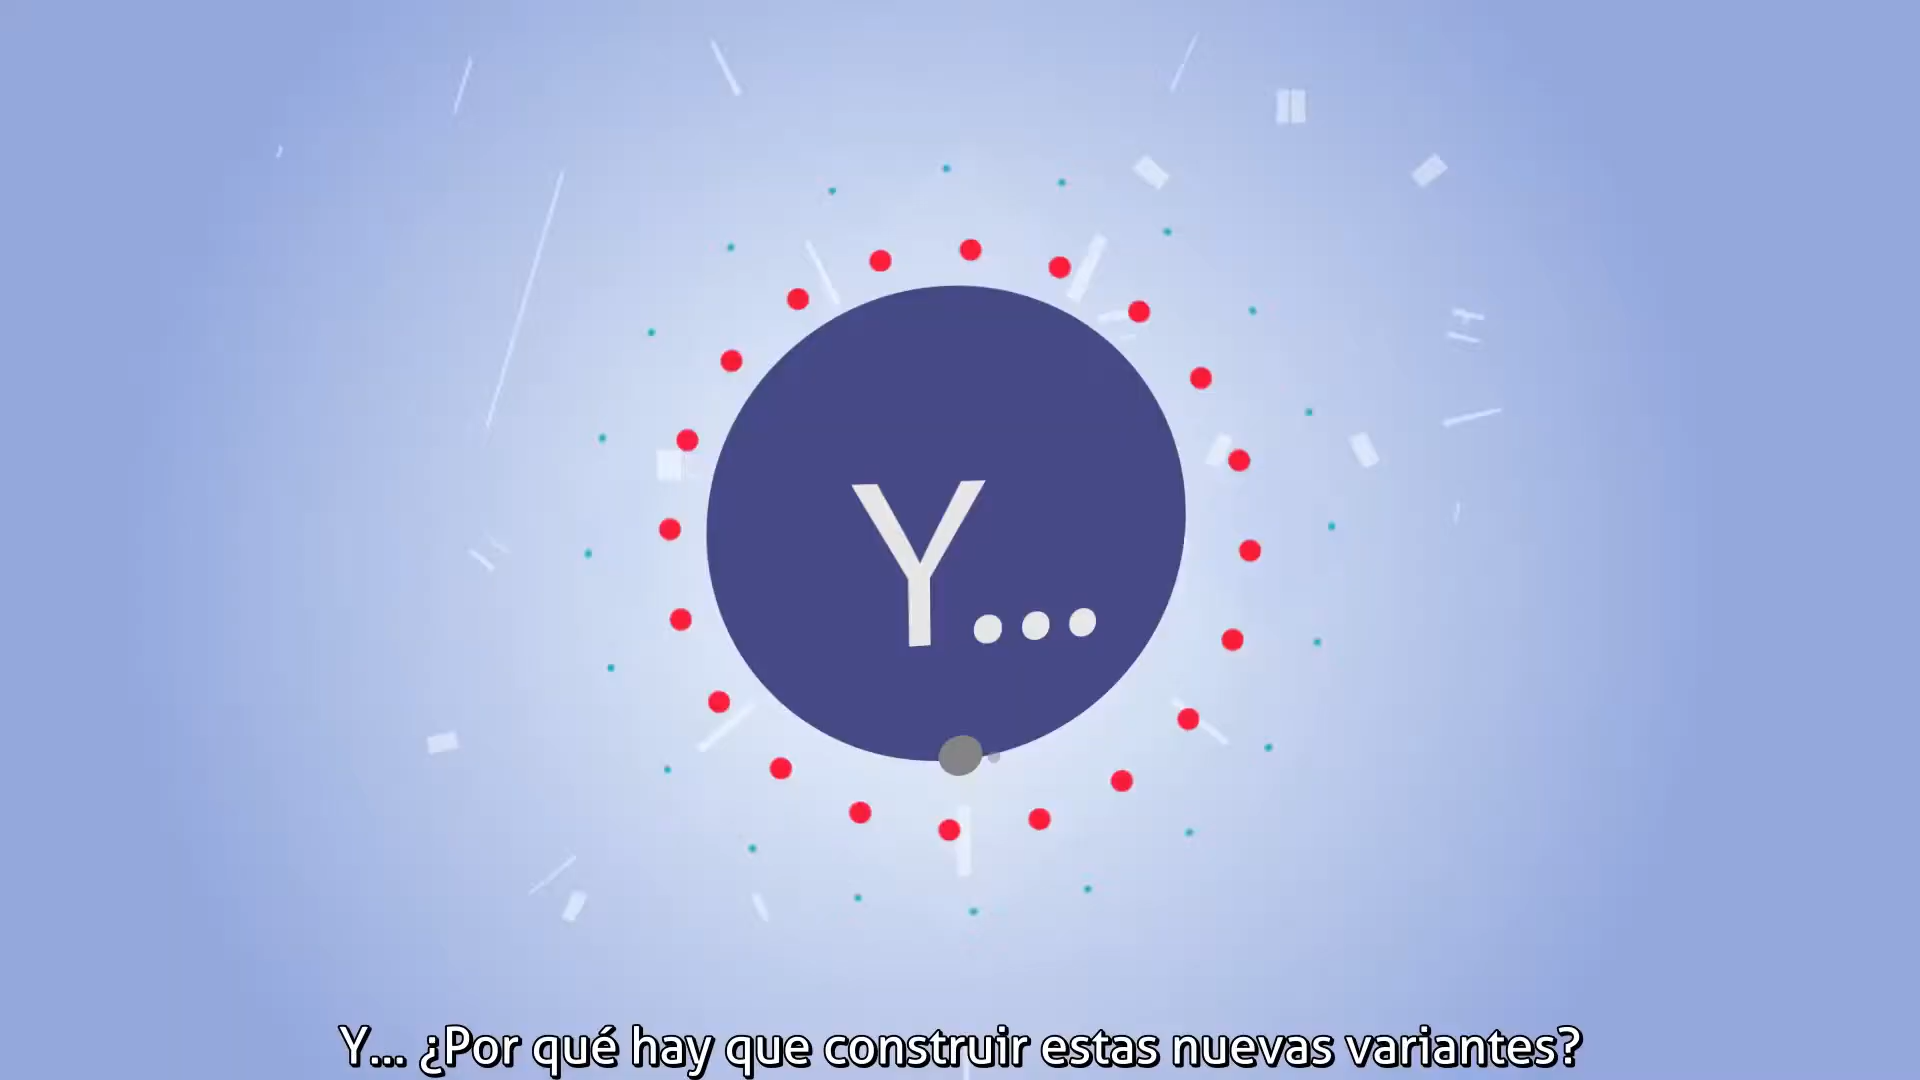 Y...
Y... ¿Por qué hay que construir estas nuevas variantes?